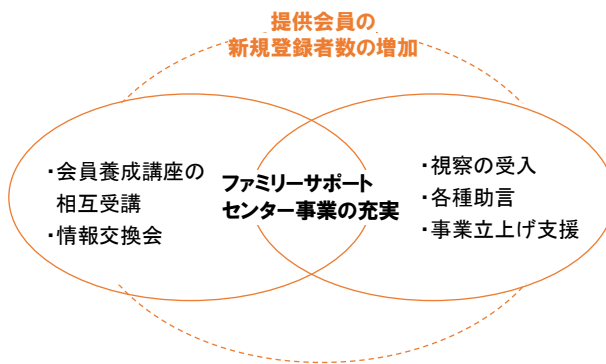 提供会員の
新規登録者数の増加
・会員養成講座の
相互受講
・情報交換会
ファミリーサポート
センター事業の充実
・視察の受入
・各種助言
・事業立上げ支援